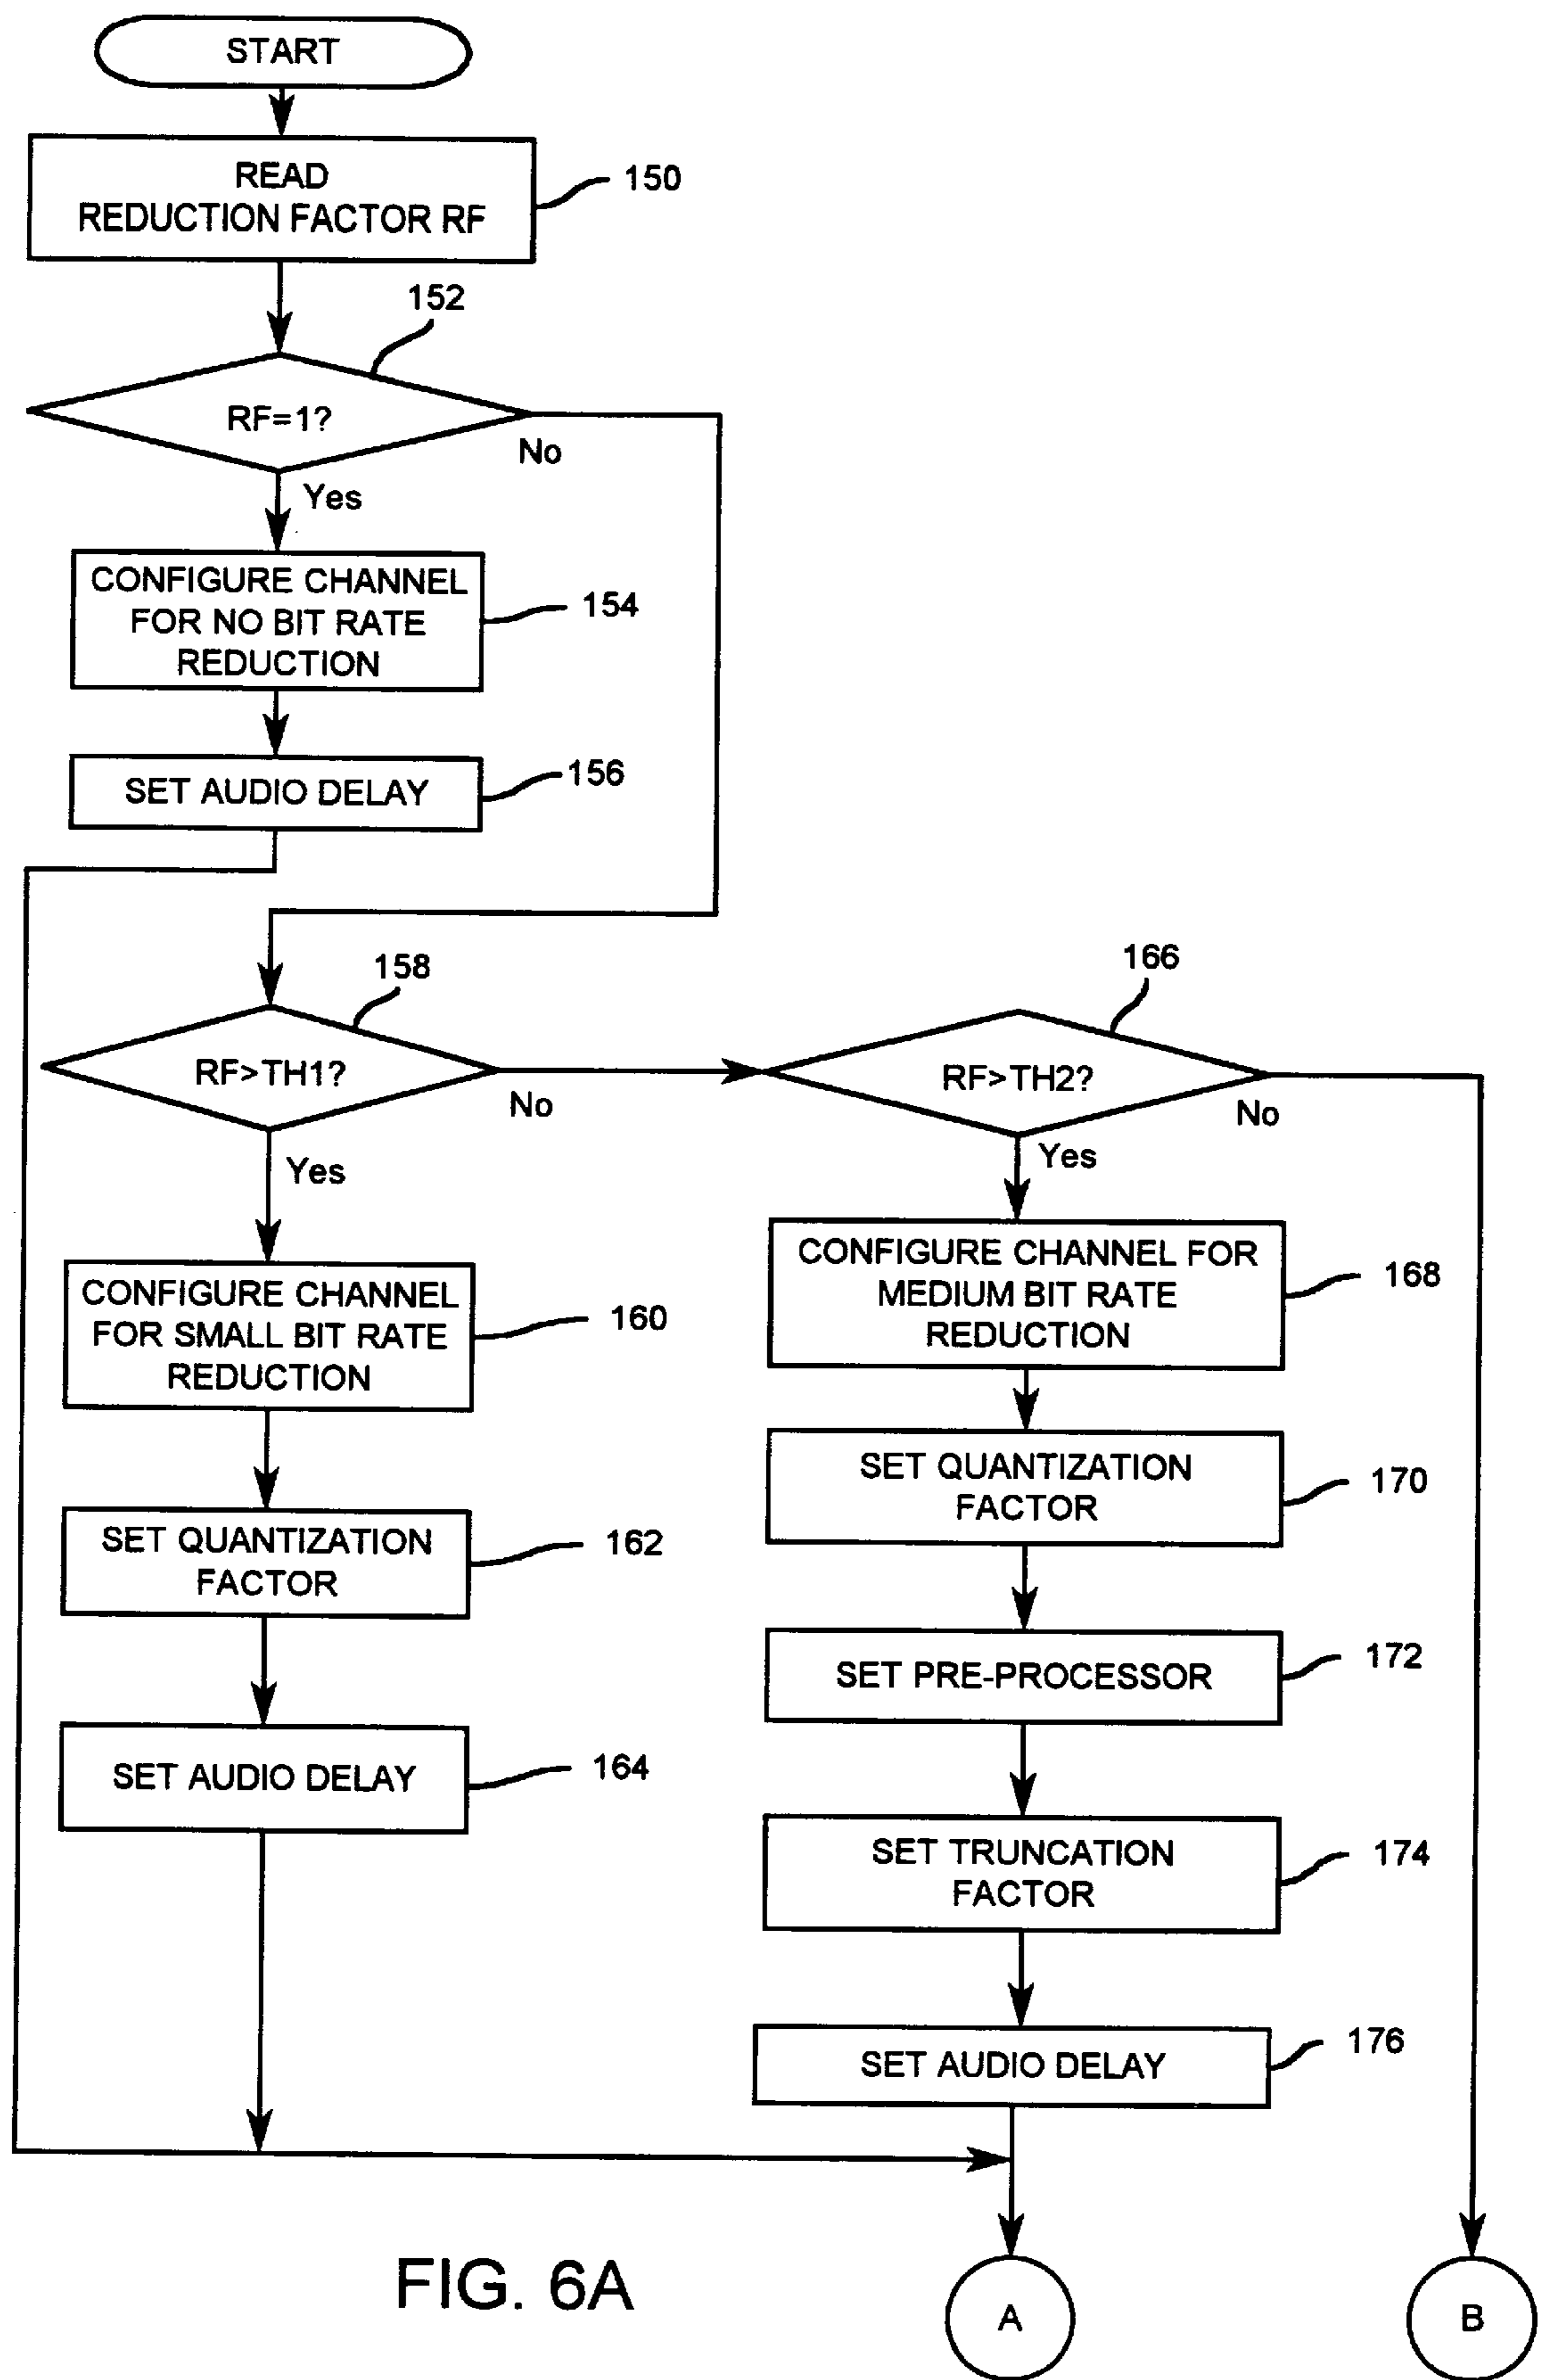 START
READ
REDUCTION FACTOR RF
150
152
RF=1?
No
Yes
CONFIGURE CHANNEL
FOR NO BIT RATE
REDUCTION
154
SET AUDIO DELAY
156
158
RF>TH1?
No
Yes
166
RF>TH2?
No
Yes
CONFIGURE CHANNEL
FOR SMALL BIT RATE
REDUCTION
160
SET QUANTIZATION
FACTOR
162
SET AUDIO DELAY
164
CONFIGURE CHANNEL FOR
MEDIUM BIT RATE
REDUCTION
168
SET QUANTIZATION
FACTOR
170
SET PRE-PROCESSOR
172
SET TRUNCATION
FACTOR
174
SET AUDIO DELAY
176
FIG. 6A
A
B